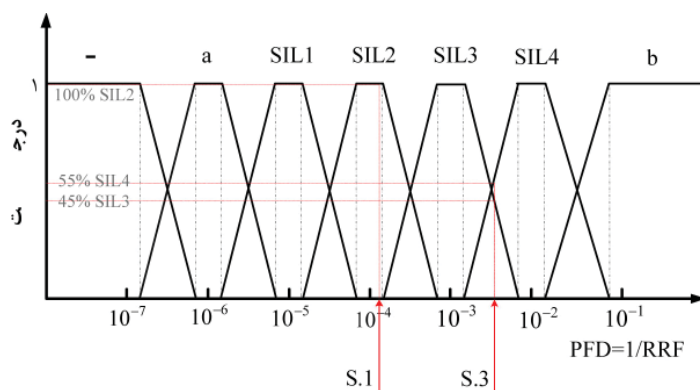 - a SIL1 SIL2 SIL3 SIL4 b
۱
100% SIL2
55% SIL4
45% SIL3
10⁻⁷ 10⁻⁶ 10⁻⁵ 10⁻⁴ 10⁻³ 10⁻² 10⁻¹
PFD=1/RRF
S.1 S.3